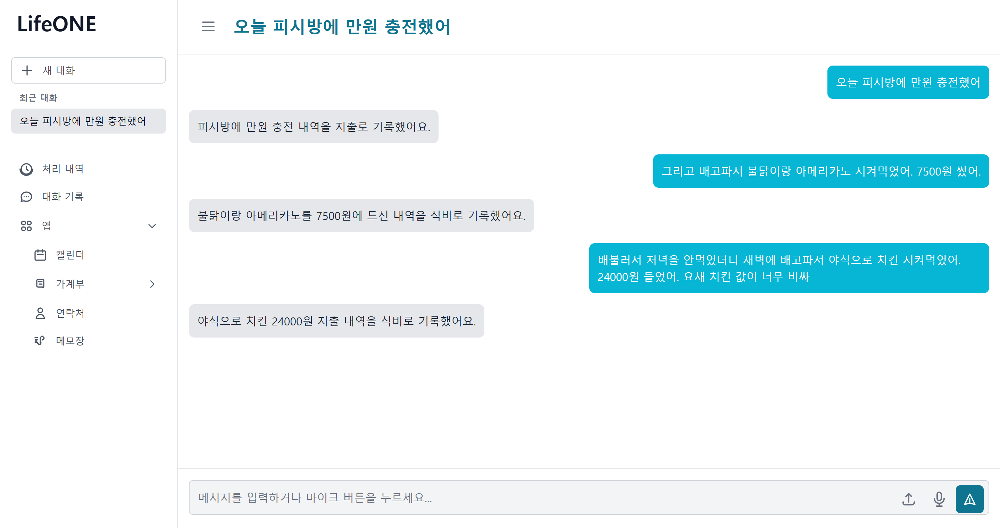 LifeONE
새 대화
최근 대화
오늘 피시방에 만원 충전했어
처리 내역
대화 기록
앱
캘린더
가계부
연락처
메모장
오늘 피시방에 만원 충전했어
오늘 피시방에 만원 충전했어
피시방에 만원 충전 내역을 지출로 기록했어요.
그리고 배고파서 불닭이랑 아메리카노 시켜먹었어. 7500원 썼어.
불닭이랑 아메리카노를 7500원에 드신 내역을 식비로 기록했어요.
배불러서 저녁을 안먹었더니 새벽에 배고파서 야식으로 치킨 시켜먹었어.
24000원 들었어. 요새 치킨 값이 너무 비싸
야식으로 치킨 24000원 지출 내역을 식비로 기록했어요.
메시지를 입력하거나 마이크 버튼을 누르세요...